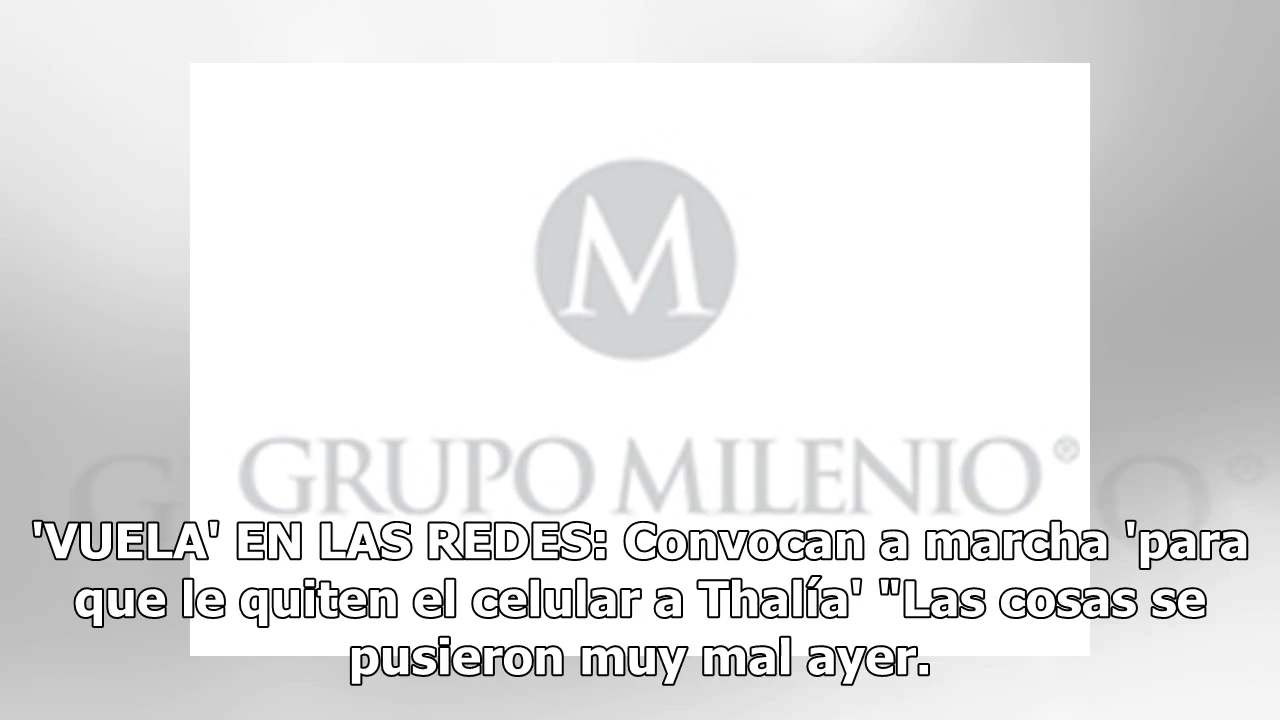 M
GRUPO MILENIO®
'VUELA' EN LAS REDES: Convocan a marcha 'para
que le quiten el celular a Thalía' "Las cosas se
pusieron muy mal ayer.